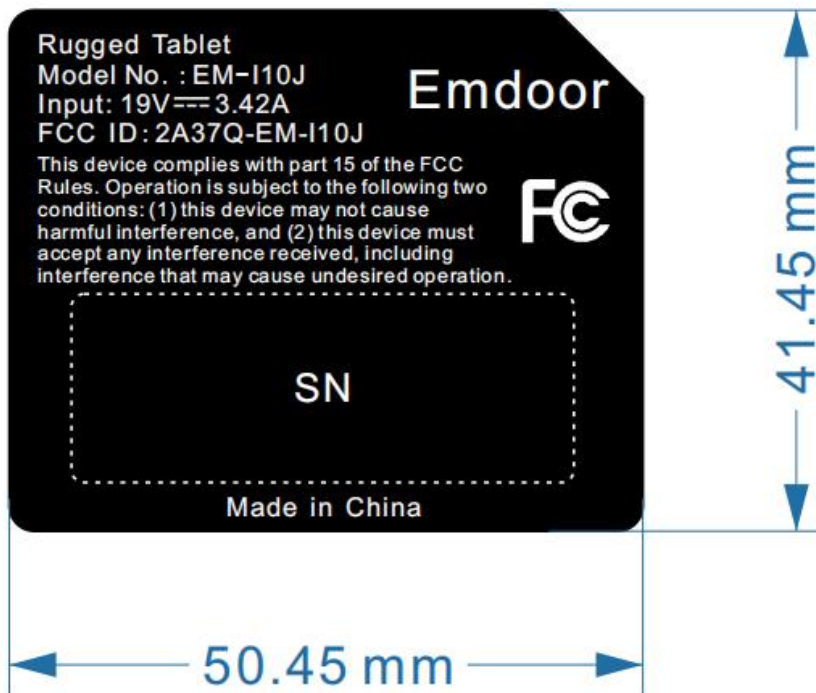 Rugged Tablet
Model No. : EM-I10J
Input: 19V⎓3.42A
FCC ID: 2A37Q-EM-I10J
Emdoor
This device complies with part 15 of the FCC
Rules. Operation is subject to the following two
conditions: (1) this device may not cause
harmful interference, and (2) this device must
accept any interference received, including
interference that may cause undesired operation.
FC
SN
Made in China
41.45 mm
50.45 mm